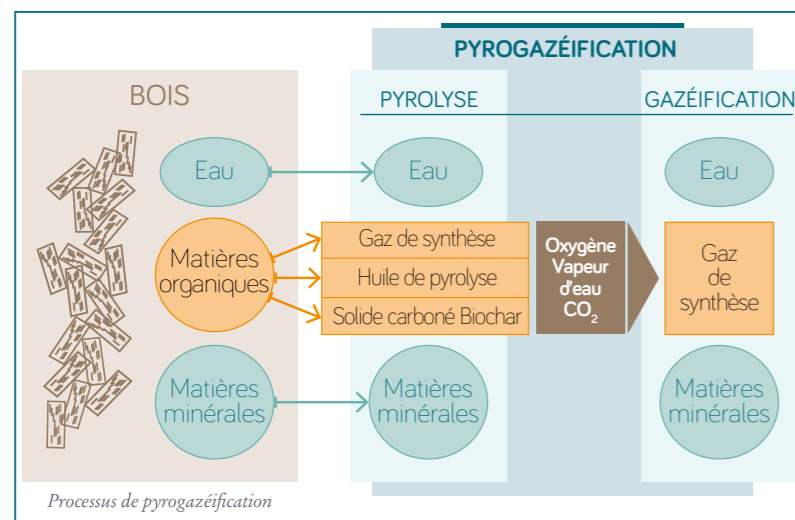 PYROGAZÉIFICATION
BOIS
PYROLYSE
GAZÉIFICATION
Eau
Eau
Eau
Matières
organiques
Gaz de synthèse
Huile de pyrolyse
Solide carboné Biochar
Oxygène
Vapeur
d'eau
CO₂
Gaz
de
synthèse
Matières
minérales
Matières
minérales
Matières
minérales
Processus de pyrogazéification